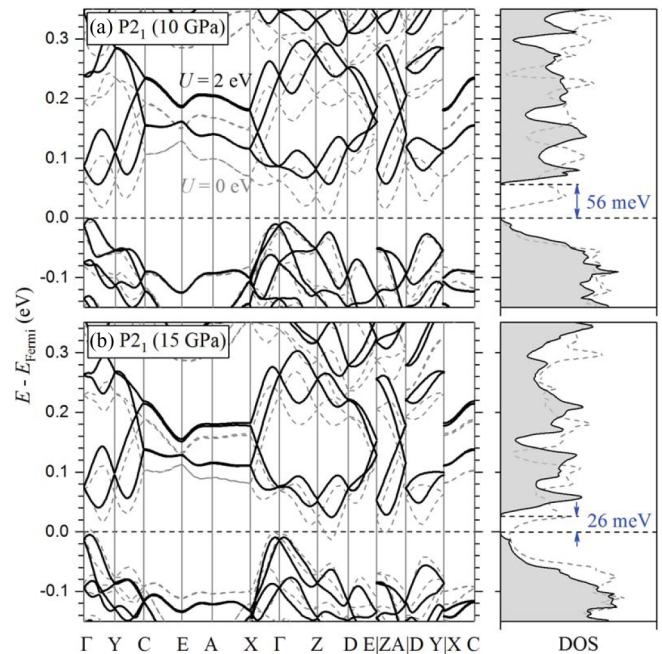 (a) P2₁ (10 GPa)
U = 2 eV
U = 0 eV
0.3
0.2
0.1
0.0
-0.1
56 meV
E - E_Fermi (eV)
(b) P2₁ (15 GPa)
0.3
0.2
0.1
0.0
-0.1
26 meV
Γ Y C E A X Γ Z D E|Z A|D Y|X C
DOS